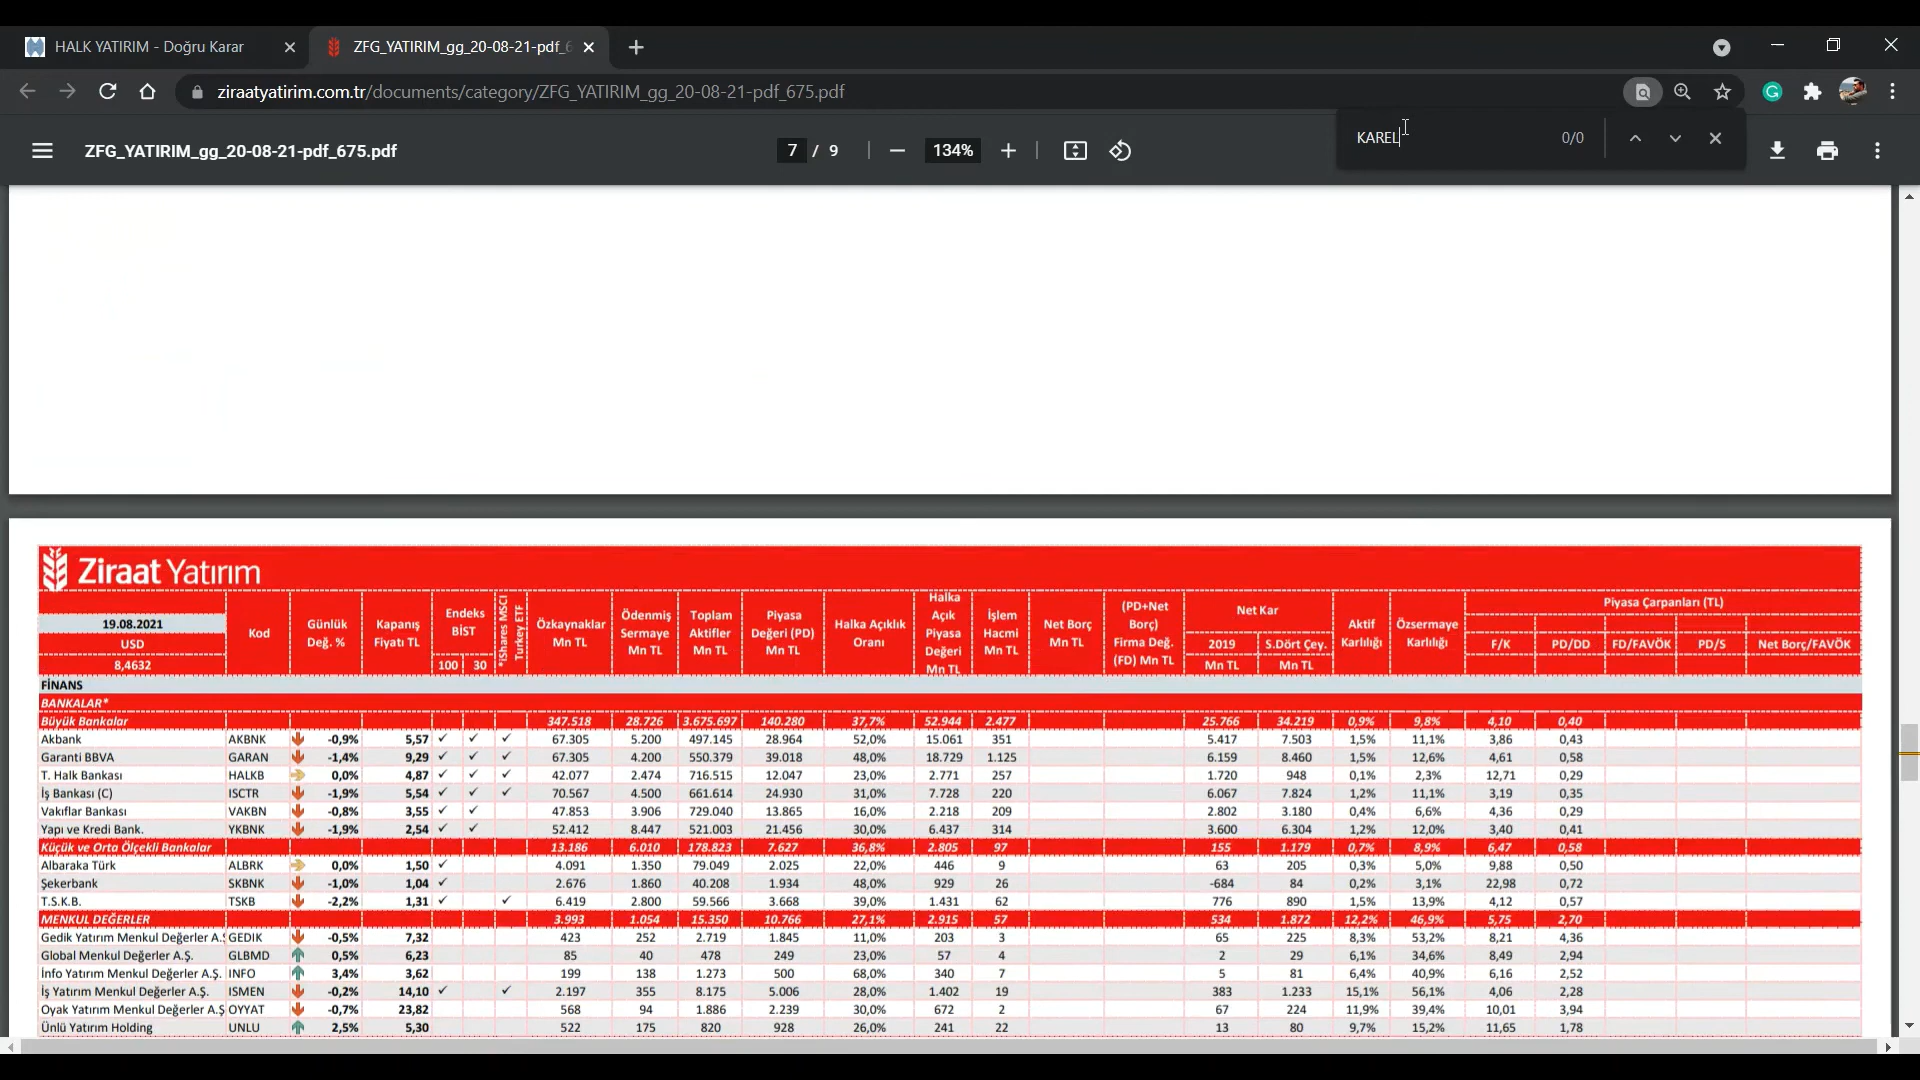 HALK YATIRIM - Doğru Karar
ZFG_YATIRIM_gg_20-08-21-pdf_6
ziraatyatirim.com.tr/documents/category/ZFG_YATIRIM_gg_20-08-21-pdf_675.pdf
ZFG_YATIRIM_gg_20-08-21-pdf_675.pdf
7 / 9
134%
KAREL
0/0
Ziraat Yatırım
19.08.2021
USD
8,4632
Kod
Günlük Değ. %
Kapanış Fiyatı TL
Endeks BİST
100 30
*iShares MSCI Turkey ETF
Özkaynaklar Mn TL
Ödenmiş Sermaye Mn TL
Toplam Aktifler Mn TL
Piyasa Değeri (PD) Mn TL
Halka Açıklık Oranı
Halka Açık Piyasa Değeri Mn TL
İşlem Hacmi Mn TL
Net Borç Mn TL
(PD+Net Borç) Firma Değ. (FD) Mn TL
Net Kar
2019 S.Dört Çey.
Mn TL Mn TL
Aktif Karlılığı
Özsermaye Karlılığı
Piyasa Çarpanları (TL)
F/K PD/DD FD/FAVÖK PD/S Net Borç/FAVÖK
FİNANS
BANKALAR*
Büyük Bankalar 347.518 28.726 3.675.697 140.280 37,7% 52.944 2.477 25.766 34.219 0,9% 9,8% 4,10 0,40
Akbank AKBNK -0,9% 5,57 ✓ ✓ ✓ 67.305 5.200 497.145 28.964 52,0% 15.061 351 5.417 7.503 1,5% 11,1% 3,86 0,43
Garanti BBVA GARAN -1,4% 9,29 ✓ ✓ ✓ 67.305 4.200 550.379 39.018 48,0% 18.729 1.125 6.159 8.460 1,5% 12,6% 4,61 0,58
T. Halk Bankası HALKB 0,0% 4,87 ✓ ✓ ✓ 42.077 2.474 716.515 12.047 23,0% 2.771 257 1.720 948 0,1% 2,3% 12,71 0,29
İş Bankası (C) ISCTR -1,9% 5,54 ✓ ✓ ✓ 70.567 4.500 661.614 24.930 31,0% 7.728 220 6.067 7.824 1,2% 11,1% 3,19 0,35
Vakıflar Bankası VAKBN -0,8% 3,55 ✓ ✓ 47.853 3.906 729.040 13.865 16,0% 2.218 209 2.802 3.180 0,4% 6,6% 4,36 0,29
Yapı ve Kredi Bank. YKBNK -1,9% 2,54 ✓ ✓ 52.412 8.447 521.003 21.456 30,0% 6.437 314 3.600 6.304 1,2% 12,0% 3,40 0,41
Küçük ve Orta Ölçekli Bankalar 13.186 6.010 178.823 7.627 36,8% 2.805 97 155 1.179 0,7% 8,9% 6,47 0,58
Albaraka Türk ALBRK 0,0% 1,50 ✓ 4.091 1.350 79.049 2.025 22,0% 446 9 63 205 0,3% 5,0% 9,88 0,50
Şekerbank SKBNK -1,0% 1,04 ✓ 2.676 1.860 40.208 1.934 48,0% 929 26 -684 84 0,2% 3,1% 22,98 0,72
T.S.K.B. TSKB -2,2% 1,31 ✓ ✓ 6.419 2.800 59.566 3.668 39,0% 1.431 62 776 890 1,5% 13,9% 4,12 0,57
MENKUL DEĞERLER 3.993 1.054 15.350 10.766 27,1% 2.915 57 534 1.872 12,2% 46,9% 5,75 2,70
Gedik Yatırım Menkul Değerler A.Ş GEDIK -0,5% 7,32 423 252 2.719 1.845 11,0% 203 3 65 225 8,3% 53,2% 8,21 4,36
Global Menkul Değerler A.Ş. GLBMD 0,5% 6,23 85 40 478 249 23,0% 57 4 2 29 6,1% 34,6% 8,49 2,94
İnfo Yatırım Menkul Değerler A.Ş. INFO 3,4% 3,62 199 138 1.273 500 68,0% 340 7 5 81 6,4% 40,9% 6,16 2,52
İş Yatırım Menkul Değerler A.Ş. ISMEN -0,2% 14,10 ✓ ✓ 2.197 355 8.175 5.006 28,0% 1.402 19 383 1.233 15,1% 56,1% 4,06 2,28
Oyak Yatırım Menkul Değerler A.Ş OYYAT -0,7% 23,82 568 94 1.886 2.239 30,0% 672 2 67 224 11,9% 39,4% 10,01 3,94
Ünlü Yatırım Holding UNLU 2,5% 5,30 522 175 820 928 26,0% 241 22 13 80 9,7% 15,2% 11,65 1,78